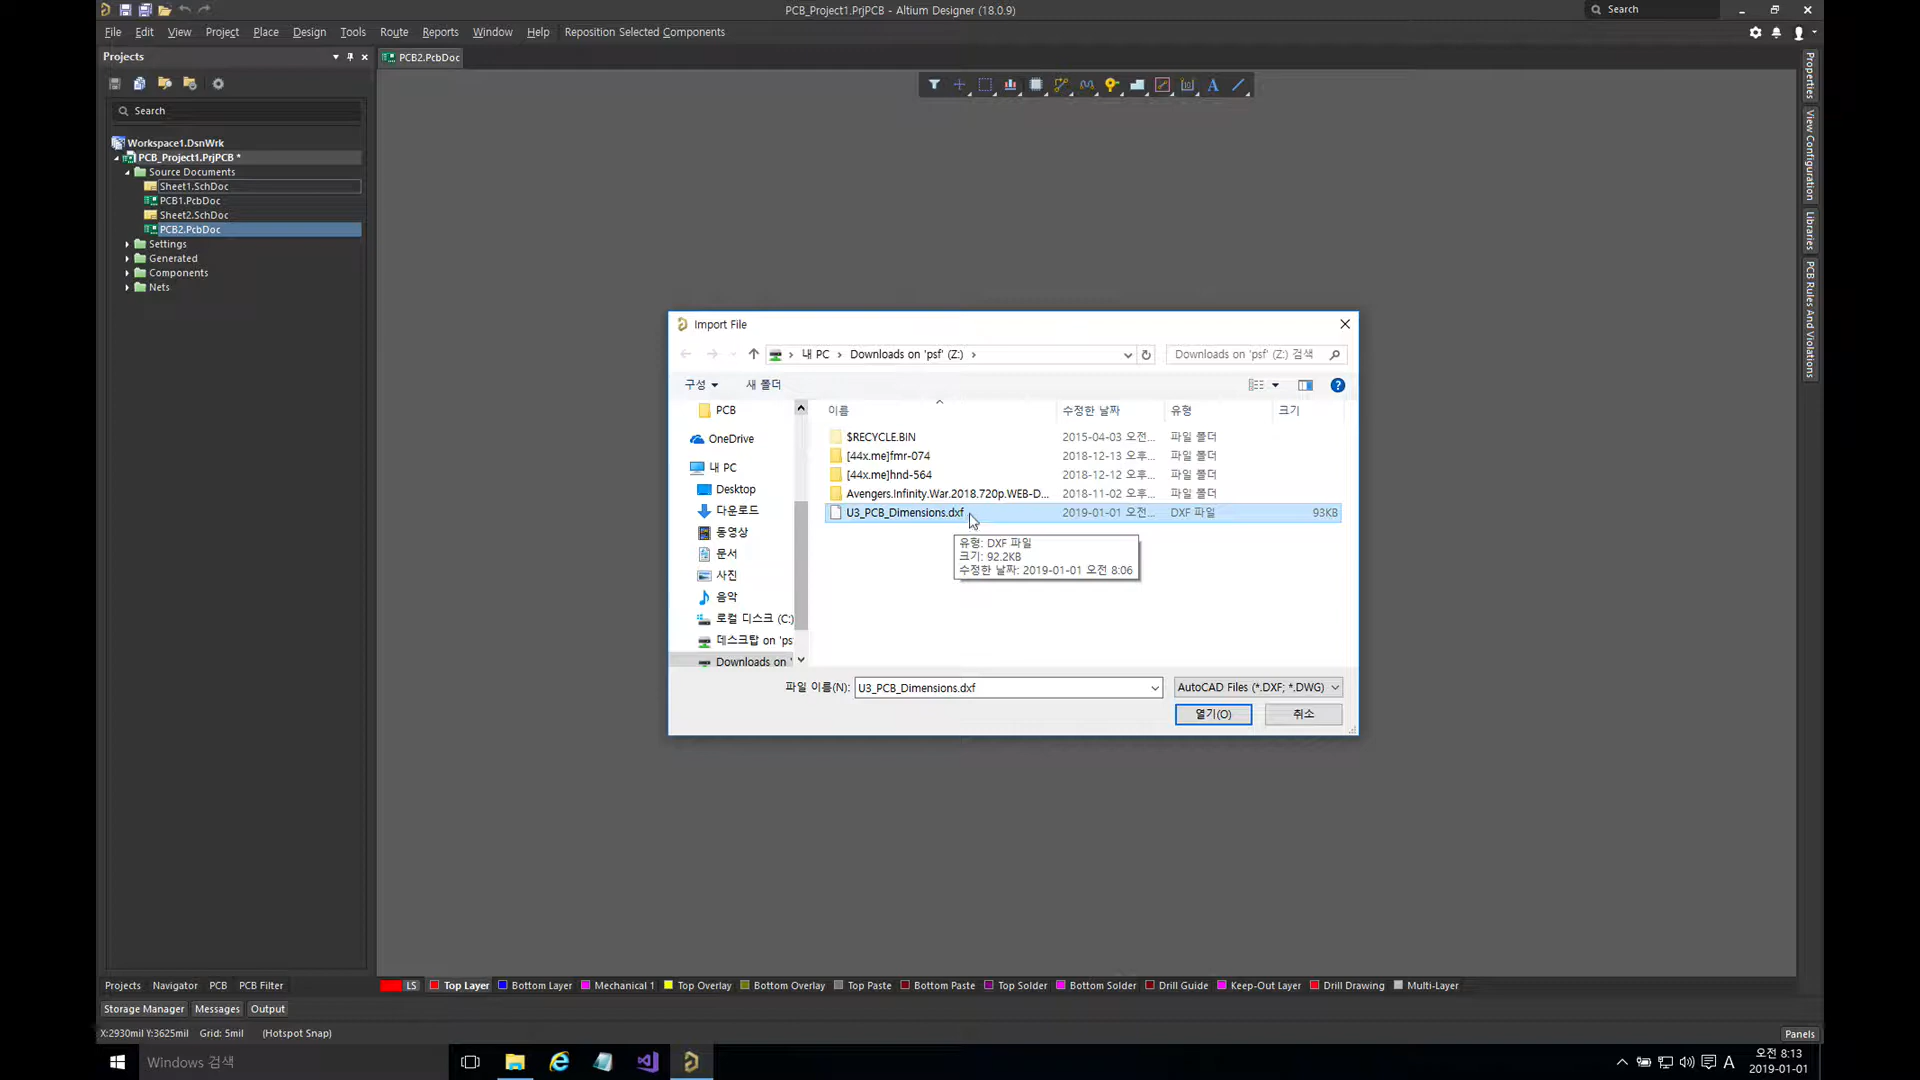 PCB_Project1.PrjPCB - Altium Designer (18.0.9)
Search
File Edit View Project Place Design Tools Route Reports Window Help Reposition Selected Components
Projects
PCB2.PcbDoc
Search
Workspace1.DsnWrk
PCB_Project1.PrjPCB *
Source Documents
Sheet1.SchDoc
PCB1.PcbDoc
Sheet2.SchDoc
PCB2.PcbDoc
Settings
Generated
Components
Nets
Properties
View Configuration
Libraries
PCB Rules And Violations
Import File
내 PC › Downloads on 'psf' (Z:) ›
Downloads on 'psf' (Z:) 검색
구성 새 폴더
PCB
OneDrive
내 PC
Desktop
다운로드
동영상
문서
사진
음악
로컬 디스크 (C:)
데스크탑 on 'ps
Downloads on '
이름 수정한 날짜 유형 크기
$RECYCLE.BIN 2015-04-03 오전... 파일 폴더
[44x.me]fmr-074 2018-12-13 오후... 파일 폴더
[44x.me]hnd-564 2018-12-12 오후... 파일 폴더
Avengers.Infinity.War.2018.720p.WEB-D... 2018-11-02 오후... 파일 폴더
U3_PCB_Dimensions.dxf 2019-01-01 오전... DXF 파일 93KB
유형: DXF 파일
크기: 92.2KB
수정한 날짜: 2019-01-01 오전 8:06
파일 이름(N): U3_PCB_Dimensions.dxf AutoCAD Files (*.DXF; *.DWG)
열기(O) 취소
Projects Navigator PCB PCB Filter
LS Top Layer Bottom Layer Mechanical 1 Top Overlay Bottom Overlay Top Paste Bottom Paste Top Solder Bottom Solder Drill Guide Keep-Out Layer Drill Drawing Multi-Layer
Storage Manager Messages Output
X:2930mil Y:3625mil Grid: 5mil (Hotspot Snap)
Panels
Windows 검색
A
오전 8:13
2019-01-01